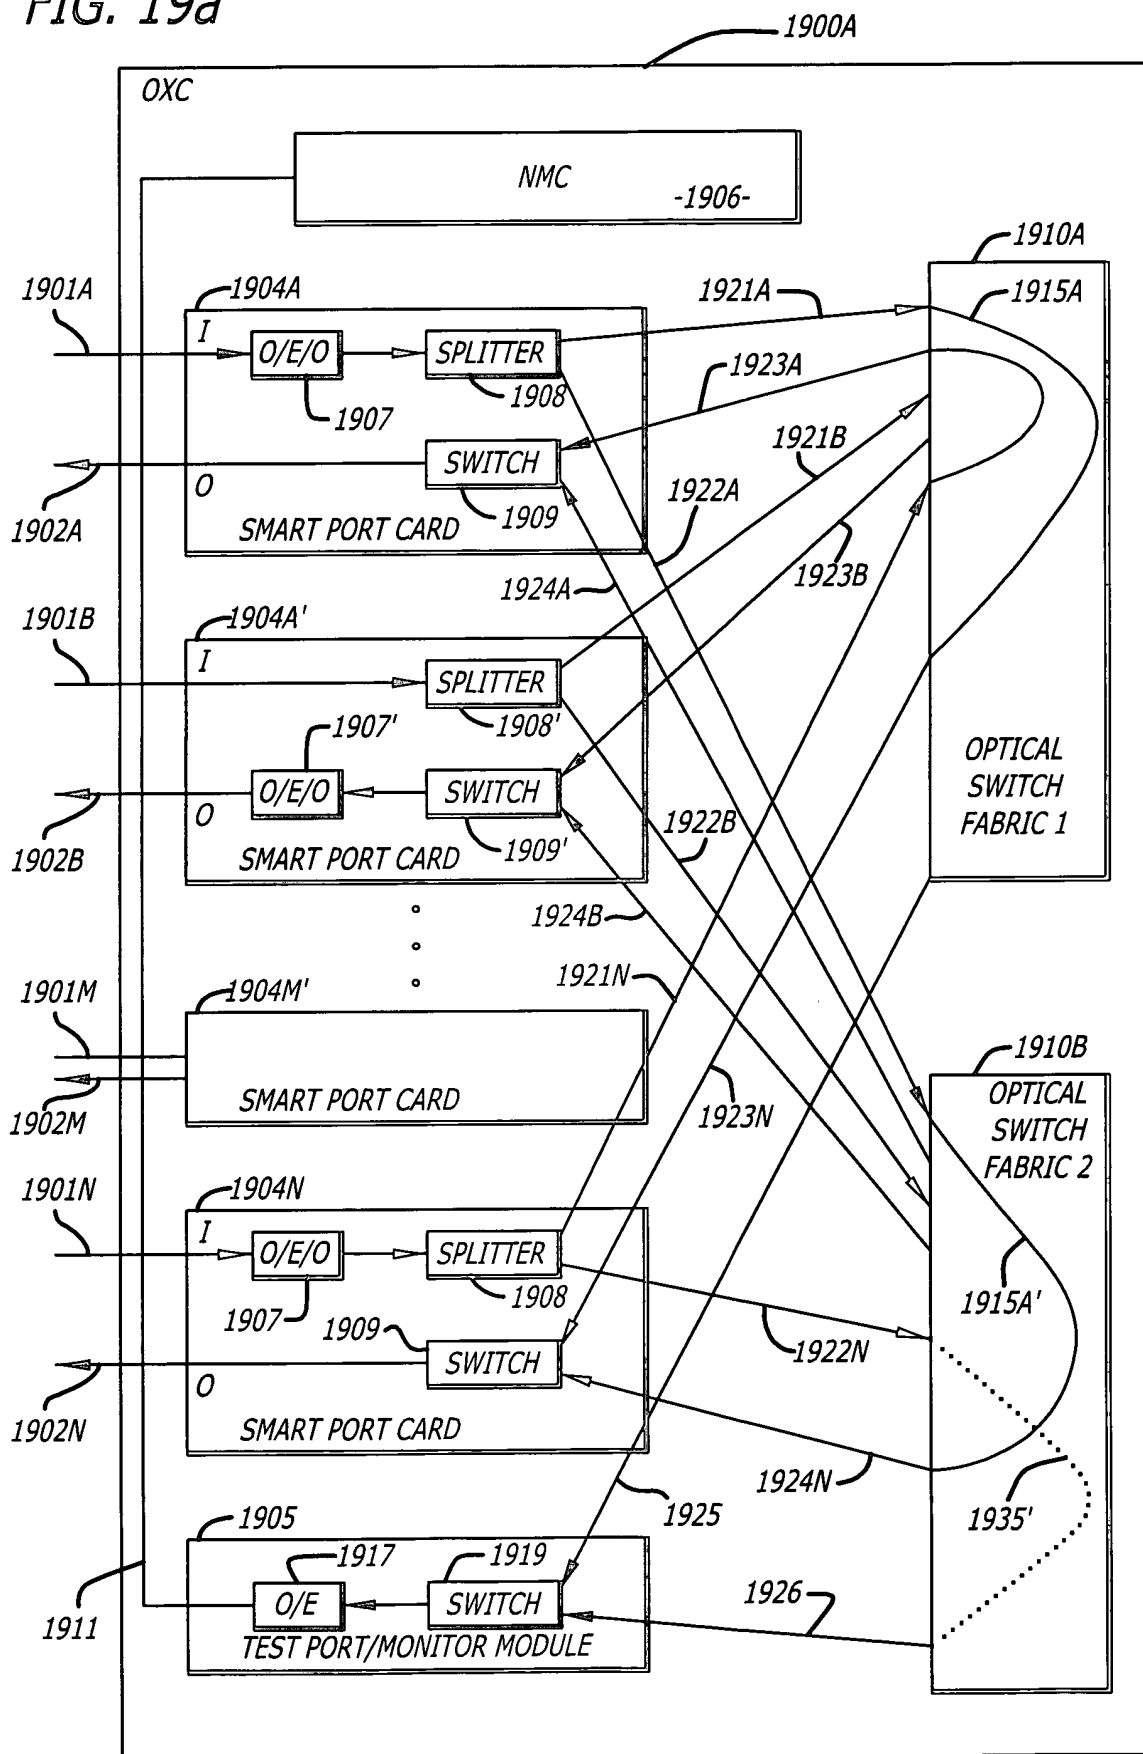 FIG. 19a
1900A
OXC
NMC
-1906-
1910A
1901A
1904A
1921A
1915A
I
O/E/O
SPLITTER
1923A
1908
1907
1921B
SWITCH
1922A
O
1902A
1909
SMART PORT CARD
1923B
1924A
1901B
1904A'
I
SPLITTER
1907'
1908'
OPTICAL
SWITCH
FABRIC 1
O/E/O
SWITCH
O
1922B
1902B
1909'
SMART PORT CARD
1924B
1921N
1901M
1904M'
1910B
OPTICAL
SWITCH
FABRIC 2
SMART PORT CARD
1902M
1923N
1901N
1904N
I
O/E/O
SPLITTER
1908
1915A'
1907
1909
1922N
SWITCH
O
1902N
SMART PORT CARD
1924N
1925
1935'
1905
1917
1919
1926
O/E
SWITCH
1911
TEST PORT/MONITOR MODULE